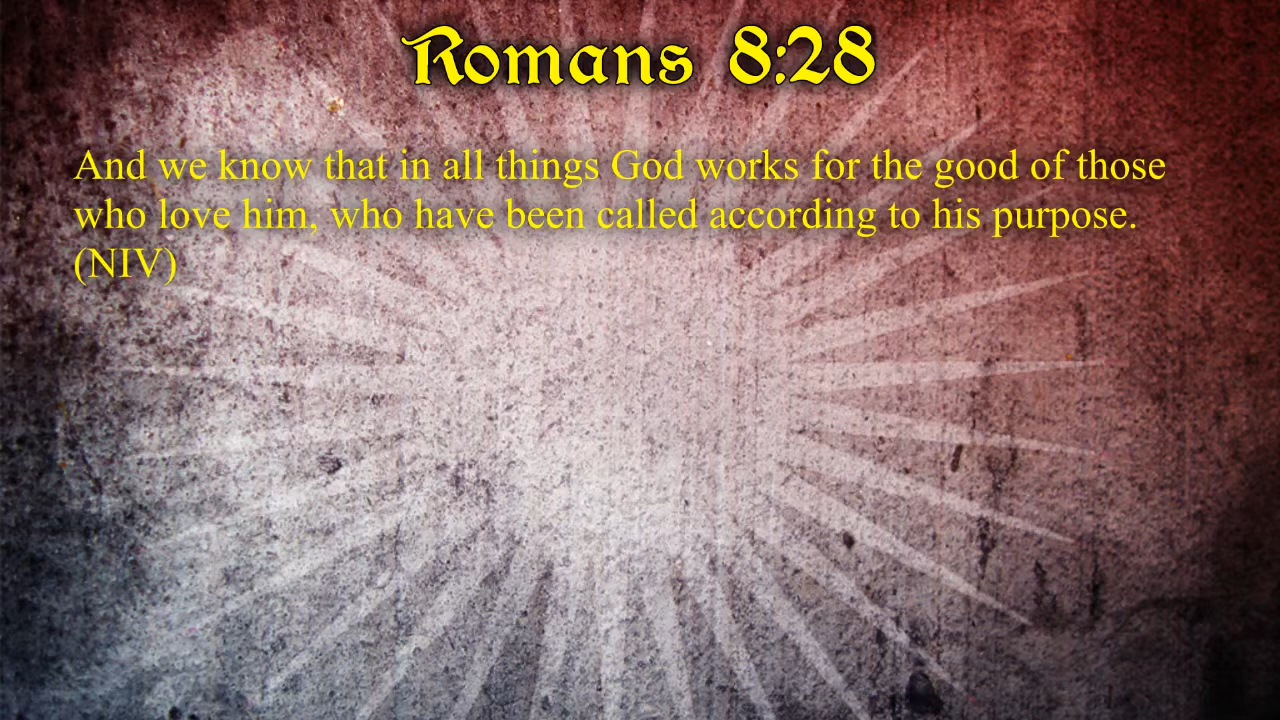 Romans 8:28
And we know that in all things God works for the good of those
who love him, who have been called according to his purpose.
(NIV)